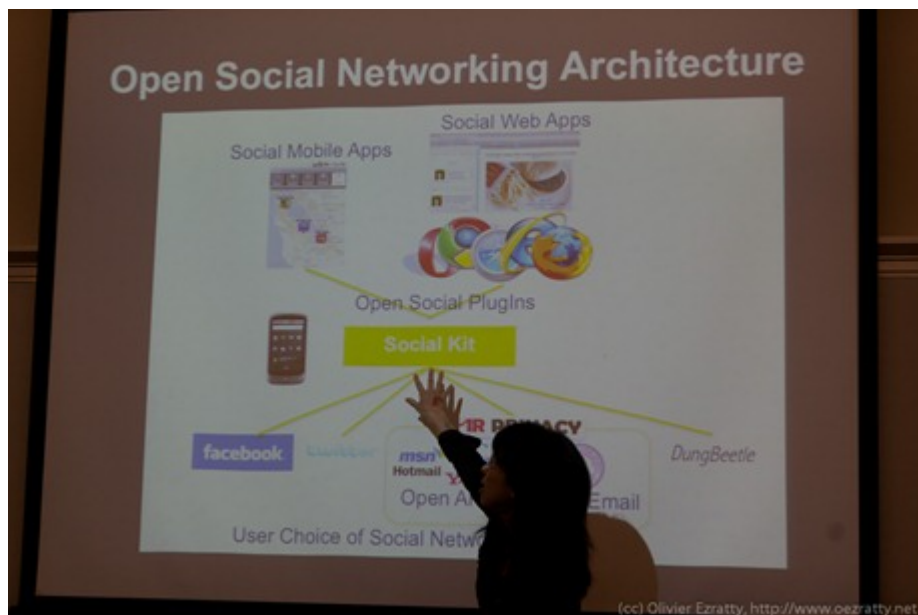 Open Social Networking Architecture
Social Web Apps
Social Mobile Apps
Open Social PlugIns
Social Kit
facebook
twitter
1R PRIVACY
msn
Hotmail
DungBeetle
Open
Email
User Choice of Social
(cc) Olivier Ezratty, http://www.oezratty.net